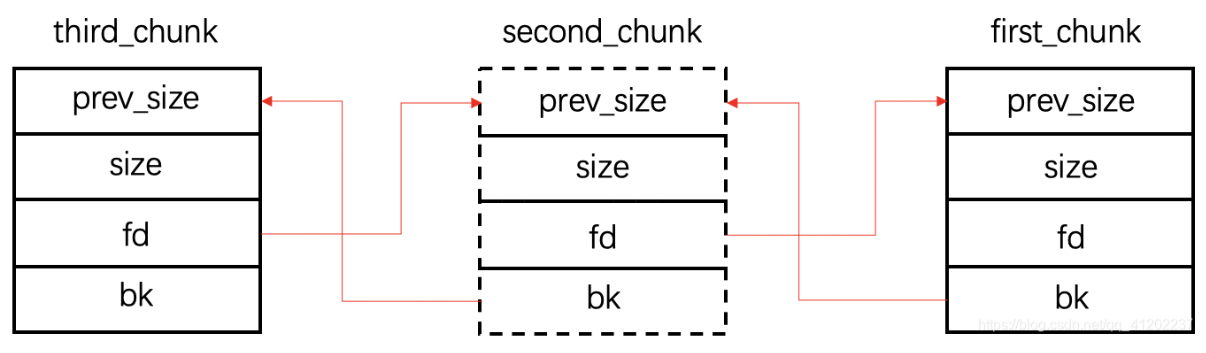 third_chunk
second_chunk
first_chunk
prev_size
prev_size
prev_size
size
size
size
fd
fd
fd
bk
bk
bk
https://blog.csdn.net/qq_41202237